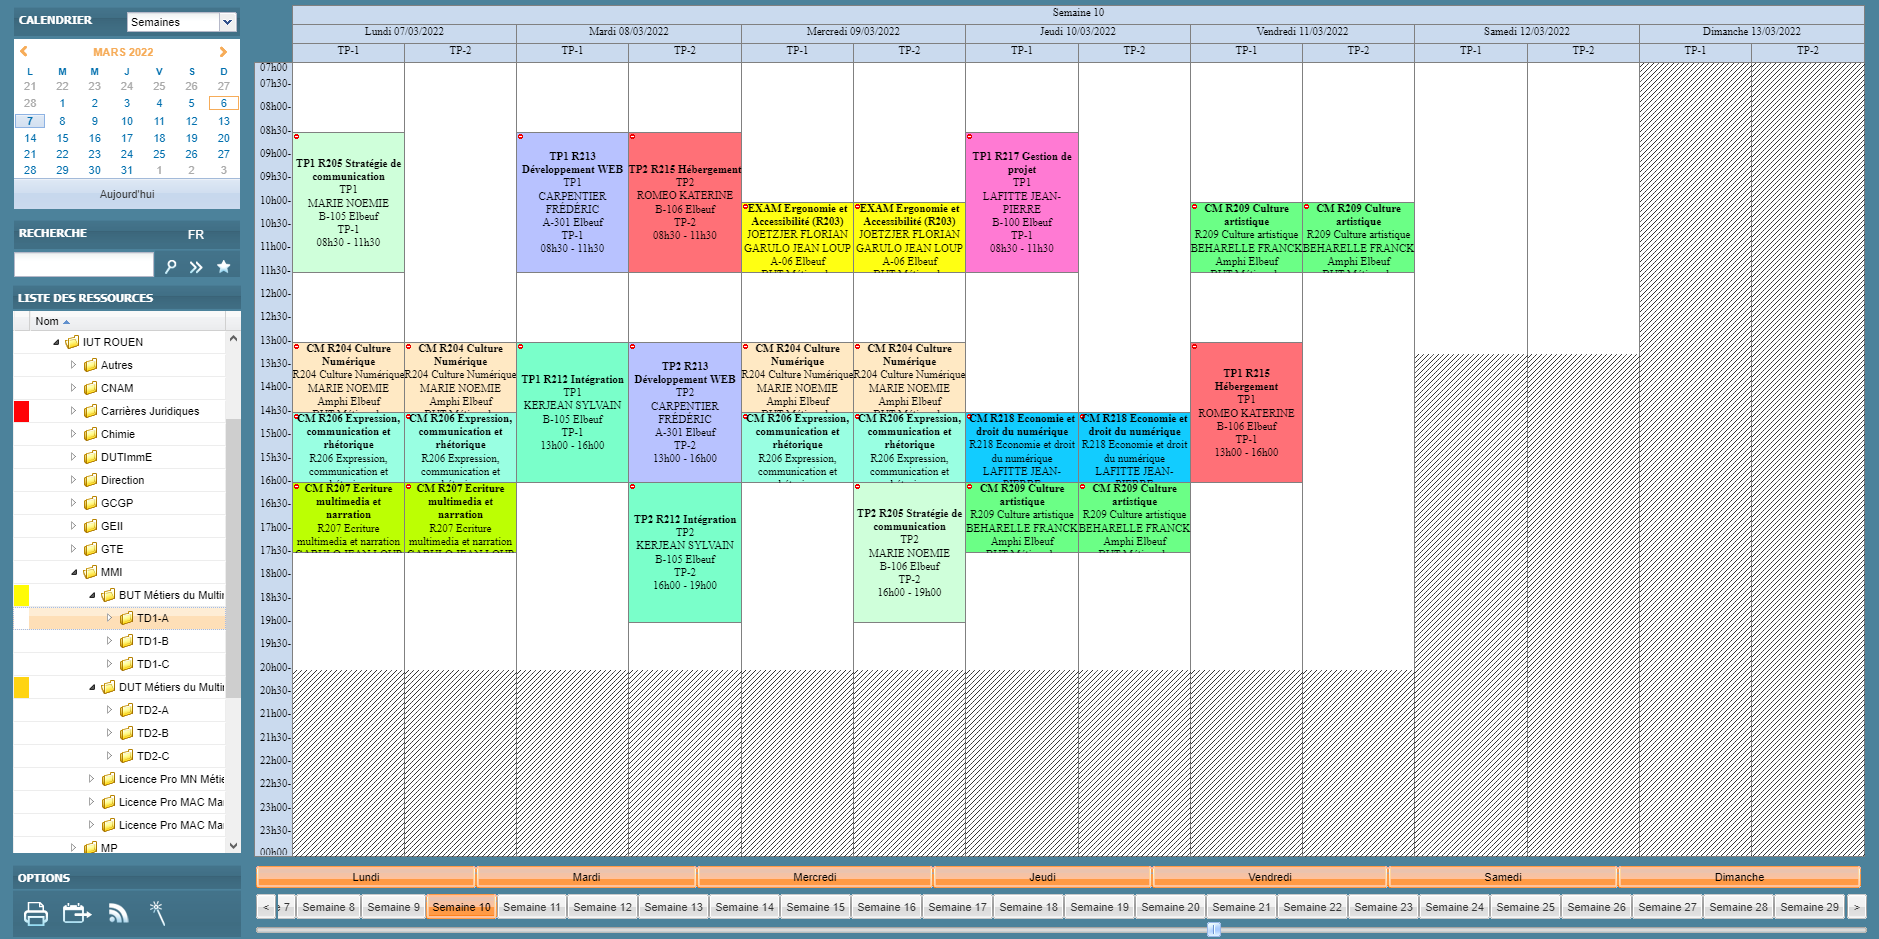 CALENDRIER
Semaines
MARS 2022
L M M J V S D
21 22 23 24 25 26 27
28 1 2 3 4 5 6
7 8 9 10 11 12 13
14 15 16 17 18 19 20
21 22 23 24 25 26 27
28 29 30 31 1 2 3
Aujourd'hui
RECHERCHE FR
LISTE DES RESSOURCES
Nom
IUT ROUEN
Autres
CNAM
Carrières Juridiques
Chimie
DUTImmE
Direction
GCGP
GEII
GTE
MMI
BUT Métiers du Multi
TD1-A
TD1-B
TD1-C
DUT Métiers du Multi
TD2-A
TD2-B
TD2-C
Licence Pro MN Métie
Licence Pro MAC Ma
Licence Pro MAC Ma
MP
OPTIONS
Semaine 10
Lundi 07/03/2022 Mardi 08/03/2022 Mercredi 09/03/2022 Jeudi 10/03/2022 Vendredi 11/03/2022 Samedi 12/03/2022 Dimanche 13/03/2022
TP-1 TP-2 TP-1 TP-2 TP-1 TP-2 TP-1 TP-2 TP-1 TP-2 TP-1 TP-2 TP-1 TP-2
07h00
07h30-
08h00-
08h30-
09h00-
09h30-
10h00-
10h30-
11h00-
11h30-
12h00-
12h30-
13h00-
13h30-
14h00-
14h30-
15h00-
15h30-
16h00-
16h30-
17h00-
17h30-
18h00-
18h30-
19h00-
19h30-
20h00-
20h30-
21h00-
21h30-
22h00-
22h30-
23h00-
23h30-
00h00
TP1 R205 Stratégie de
communication
TP1
MARIE NOEMIE
B-105 Elbeuf
TP-1
08h30 - 11h30
CM R204 Culture
Numérique
R204 Culture Numérique
MARIE NOEMIE
Amphi Elbeuf
CM R206 Expression,
communication et
rhétorique
R206 Expression,
communication et
CM R207 Ecriture
multimedia et
narration
R207 Ecriture
multimedia et narration
GARULO JEAN LOUP
CM R204 Culture
Numérique
R204 Culture Numérique
MARIE NOEMIE
Amphi Elbeuf
CM R206 Expression,
communication et
rhétorique
R206 Expression,
communication et
CM R207 Ecriture
multimedia et
narration
R207 Ecriture
multimedia et narration
GARULO JEAN LOUP
TP1 R213
Développement WEB
TP1
CARPENTIER
FRÉDÉRIC
A-301 Elbeuf
TP-1
08h30 - 11h30
TP1 R212 Intégration
TP1
KERJEAN SYLVAIN
B-105 Elbeuf
TP-1
13h00 - 16h00
TP2 R215 Hébergement
TP2
ROMEO KATERINE
B-106 Elbeuf
TP-2
08h30 - 11h30
TP2 R213
Développement WEB
TP2
CARPENTIER
FRÉDÉRIC
A-301 Elbeuf
TP-2
13h00 - 16h00
TP2 R212 Intégration
TP2
KERJEAN SYLVAIN
B-105 Elbeuf
TP-2
16h00 - 19h00
EXAM Ergonomie et
Accessibilité (R203)
JOETZJER FLORIAN
GARULO JEAN LOUP
A-06 Elbeuf
CM R204 Culture
Numérique
R204 Culture Numérique
MARIE NOEMIE
Amphi Elbeuf
CM R206 Expression,
communication et
rhétorique
R206 Expression,
communication et
EXAM Ergonomie et
Accessibilité (R203)
JOETZJER FLORIAN
GARULO JEAN LOUP
A-06 Elbeuf
CM R204 Culture
Numérique
R204 Culture Numérique
MARIE NOEMIE
Amphi Elbeuf
CM R206 Expression,
communication et
rhétorique
R206 Expression,
communication et
TP2 R205 Stratégie de
communication
TP2
MARIE NOEMIE
B-106 Elbeuf
TP-2
16h00 - 19h00
TP1 R217 Gestion de
projet
TP1
LAFITTE JEAN-
PIERRE
B-100 Elbeuf
TP-1
08h30 - 11h30
CM R218 Economie et
droit du numérique
R218 Economie et droit
du numérique
LAFITTE JEAN-
PIERRE
CM R209 Culture
artistique
R209 Culture artistique
BEHARELLE FRANCK
Amphi Elbeuf
CM R218 Economie et
droit du numérique
R218 Economie et droit
du numérique
LAFITTE JEAN-
PIERRE
CM R209 Culture
artistique
R209 Culture artistique
BEHARELLE FRANCK
Amphi Elbeuf
CM R209 Culture
artistique
R209 Culture artistique
BEHARELLE FRANCK
Amphi Elbeuf
TP1 R215
Hébergement
TP1
ROMEO KATERINE
B-106 Elbeuf
TP-1
13h00 - 16h00
CM R209 Culture
artistique
R209 Culture artistique
BEHARELLE FRANCK
Amphi Elbeuf
Lundi Mardi Mercredi Jeudi Vendredi Samedi Dimanche
< 7 Semaine 8 Semaine 9 Semaine 10 Semaine 11 Semaine 12 Semaine 13 Semaine 14 Semaine 15 Semaine 16 Semaine 17 Semaine 18 Semaine 19 Semaine 20 Semaine 21 Semaine 22 Semaine 23 Semaine 24 Semaine 25 Semaine 26 Semaine 27 Semaine 28 Semaine 29 >